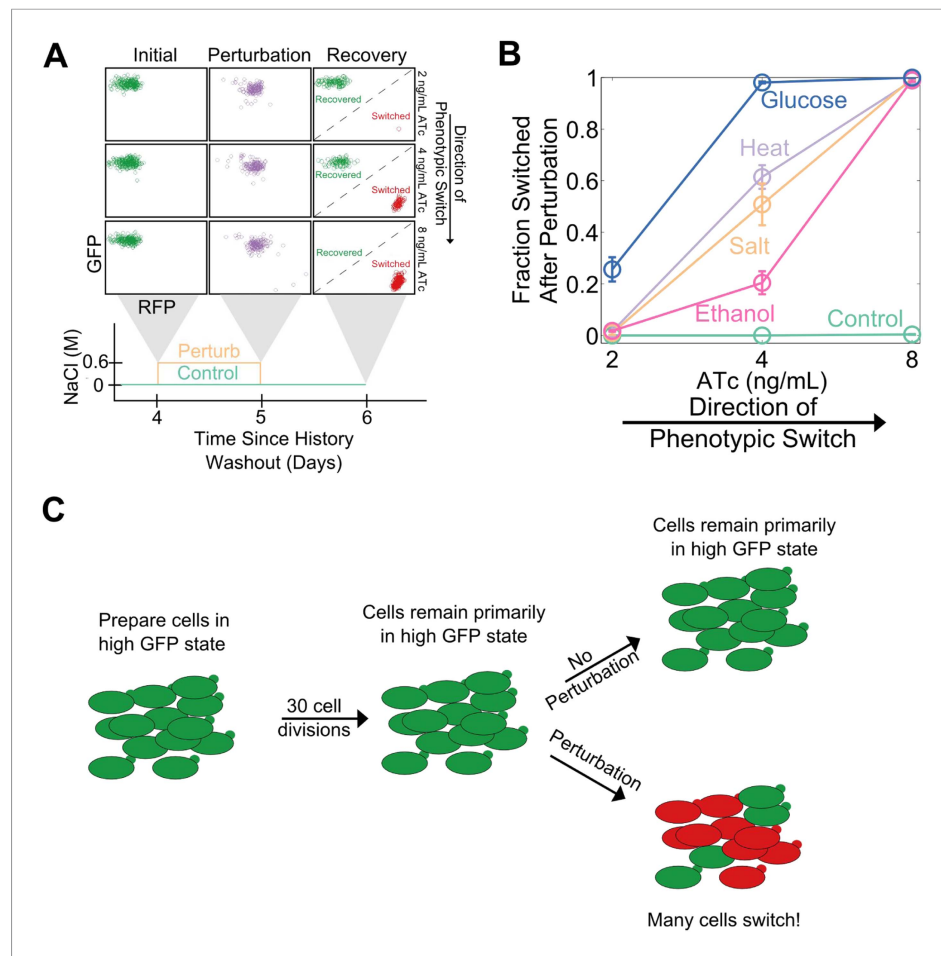 A
Initial
Perturbation
Recovery
2 ng/mL ATc
4 ng/mL ATc
8 ng/mL ATc
Direction of
Phenotypic Switch
Recovered
Switched
Recovered
Switched
Recovered
Switched
GFP
RFP
NaCl (M)
0.6
0
Perturb
Control
4
5
6
Time Since History
Washout (Days)
B
Fraction Switched
After Perturbation
1
0.8
0.6
0.4
0.2
0
Glucose
Heat
Salt
Ethanol
Control
2
4
8
ATc (ng/mL)
Direction of
Phenotypic Switch
C
Prepare cells in
high GFP state
30 cell
divisions
Cells remain primarily
in high GFP state
No
Perturbation
Cells remain primarily
in high GFP state
Perturbation
Many cells switch!